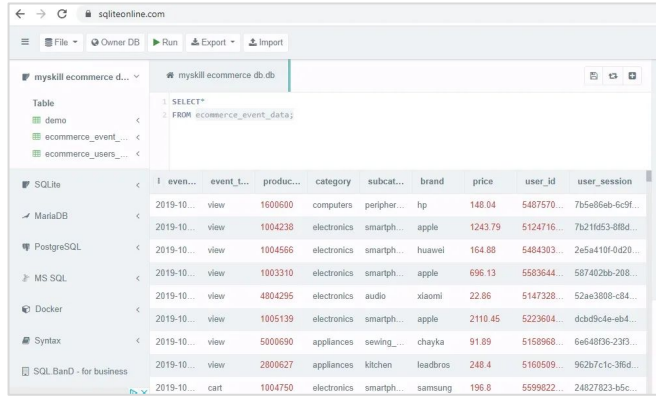 sqliteonline.com
File Owner DB Run Export Import
myskill ecommerce d...
Table
demo
ecommerce_event_...
ecommerce_users_...
SQLite
MariaDB
PostgreSQL
MS SQL
Docker
Syntax
SQL.BanD - for business
myskill ecommerce db.db
1 SELECT*
2 FROM ecommerce_event_data;
even... event_t... produc... category subcat... brand price user_id user_session
2019-10... view 1600600 computers peripher... hp 148.04 5487570... 7b5e86eb-6c9f...
2019-10... view 1004238 electronics smartph... apple 1243.79 5124716... 7b21fd53-8f8d...
2019-10... view 1004566 electronics smartph... huawei 164.88 5484303... 2e5a410f-0d20...
2019-10... view 1003310 electronics smartph... apple 696.13 5583644... 587402bb-208...
2019-10... view 4804295 electronics audio xiaomi 22.86 5147328... 52ae3808-c84...
2019-10... view 1005139 electronics smartph... apple 2110.45 5223604... dcbd9c4e-eb4...
2019-10... view 5000690 appliances sewing_... chayka 91.89 5158968... 6e648f36-23f3...
2019-10... view 2800627 appliances kitchen leadbros 248.4 5160509... 962b7c1c-3f6d...
2019-10... cart 1004750 electronics smartph... samsung 196.8 5599822... 24827823-b5c...